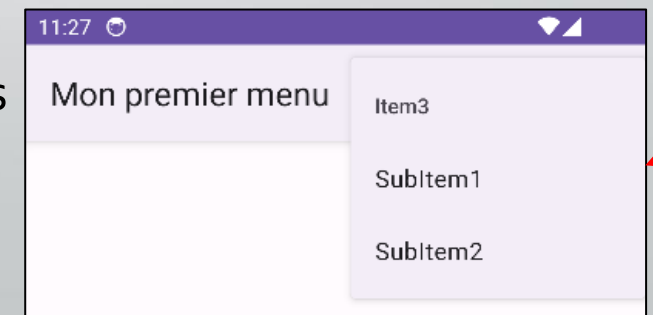 11:27
s
Mon premier menu
Item3
SubItem1
SubItem2